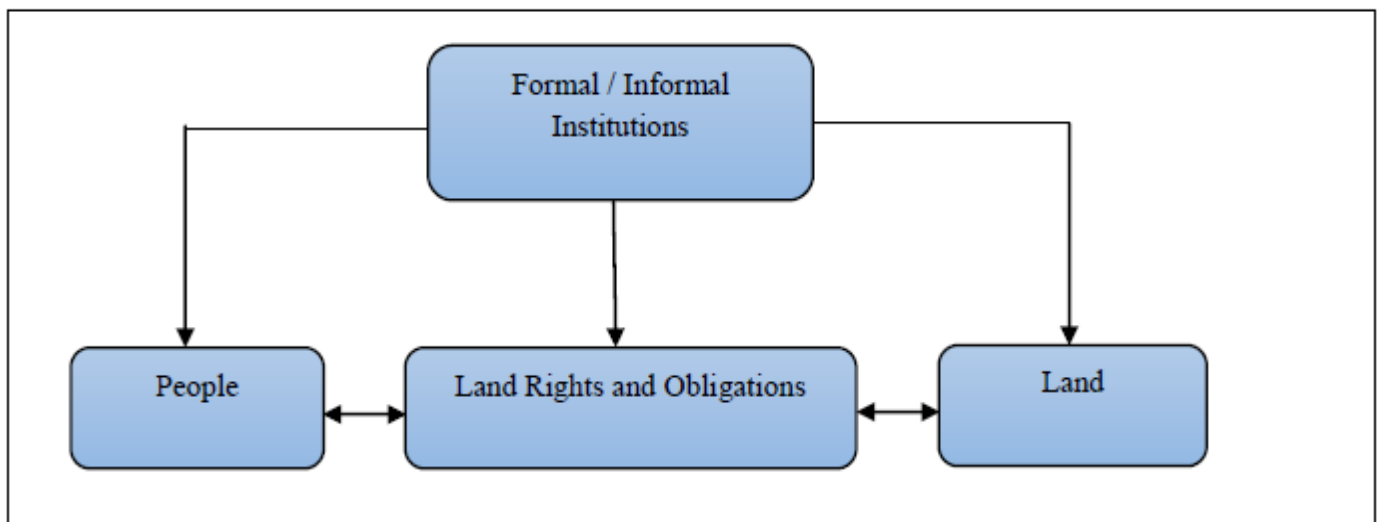 Formal / Informal
Institutions
People
Land Rights and Obligations
Land